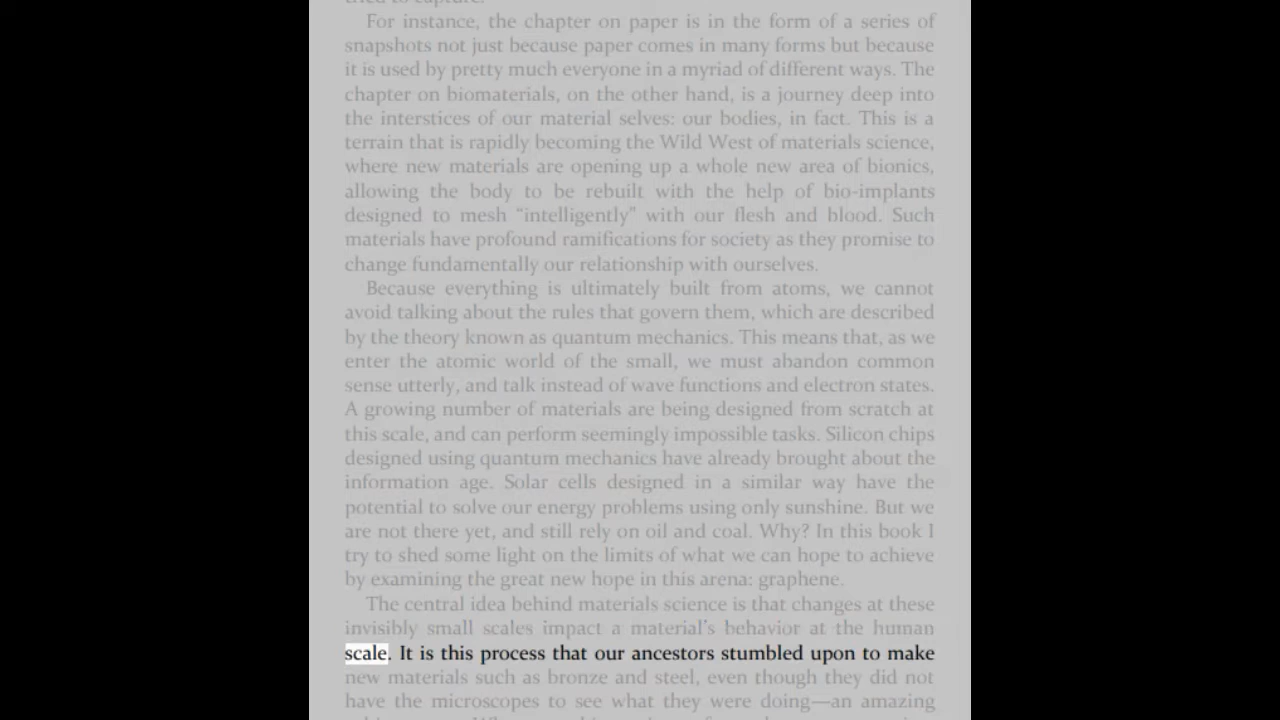 tried to capture.
For instance, the chapter on paper is in the form of a series of
snapshots not just because paper comes in many forms but because
it is used by pretty much everyone in a myriad of different ways. The
chapter on biomaterials, on the other hand, is a journey deep into
the interstices of our material selves: our bodies, in fact. This is a
terrain that is rapidly becoming the Wild West of materials science,
where new materials are opening up a whole new area of bionics,
allowing the body to be rebuilt with the help of bio-implants
designed to mesh “intelligently” with our flesh and blood. Such
materials have profound ramifications for society as they promise to
change fundamentally our relationship with ourselves.
Because everything is ultimately built from atoms, we cannot
avoid talking about the rules that govern them, which are described
by the theory known as quantum mechanics. This means that, as we
enter the atomic world of the small, we must abandon common
sense utterly, and talk instead of wave functions and electron states.
A growing number of materials are being designed from scratch at
this scale, and can perform seemingly impossible tasks. Silicon chips
designed using quantum mechanics have already brought about the
information age. Solar cells designed in a similar way have the
potential to solve our energy problems using only sunshine. But we
are not there yet, and still rely on oil and coal. Why? In this book I
try to shed some light on the limits of what we can hope to achieve
by examining the great new hope in this arena: graphene.
The central idea behind materials science is that changes at these
invisibly small scales impact a material’s behavior at the human
scale. It is this process that our ancestors stumbled upon to make
new materials such as bronze and steel, even though they did not
have the microscopes to see what they were doing—an amazing